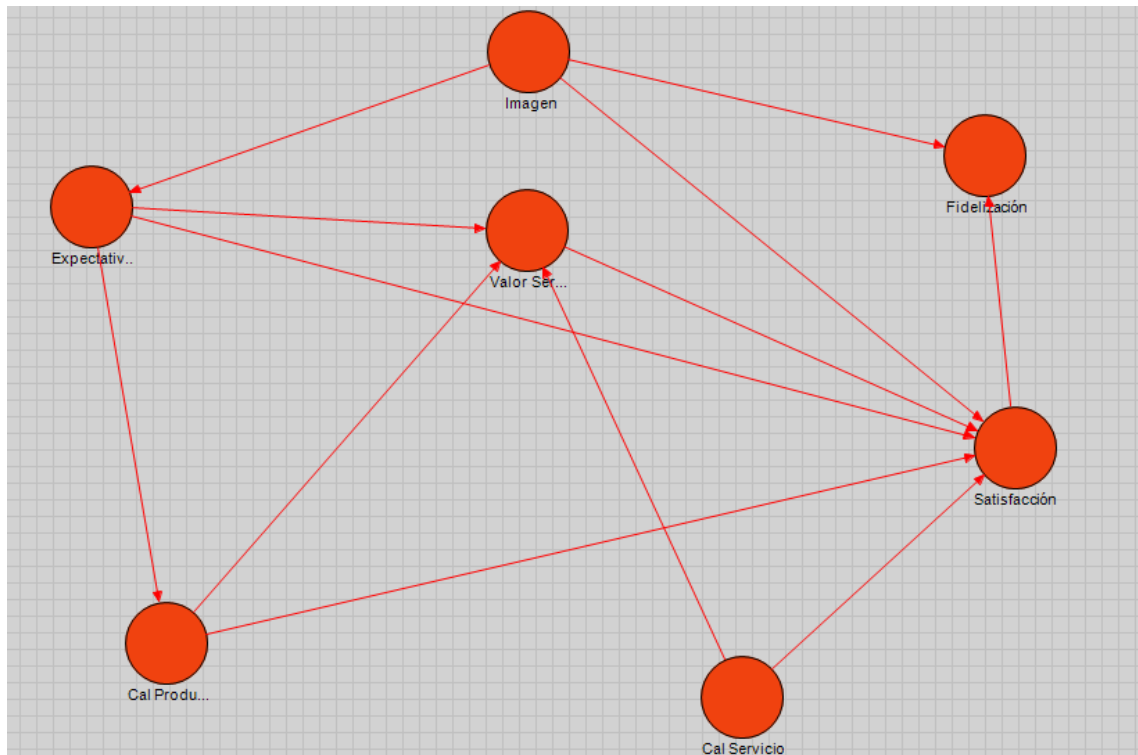 Imagen
Fidelización
Expectativ..
Valor Ser...
Satisfacción
Cal Produ...
Cal Servicio